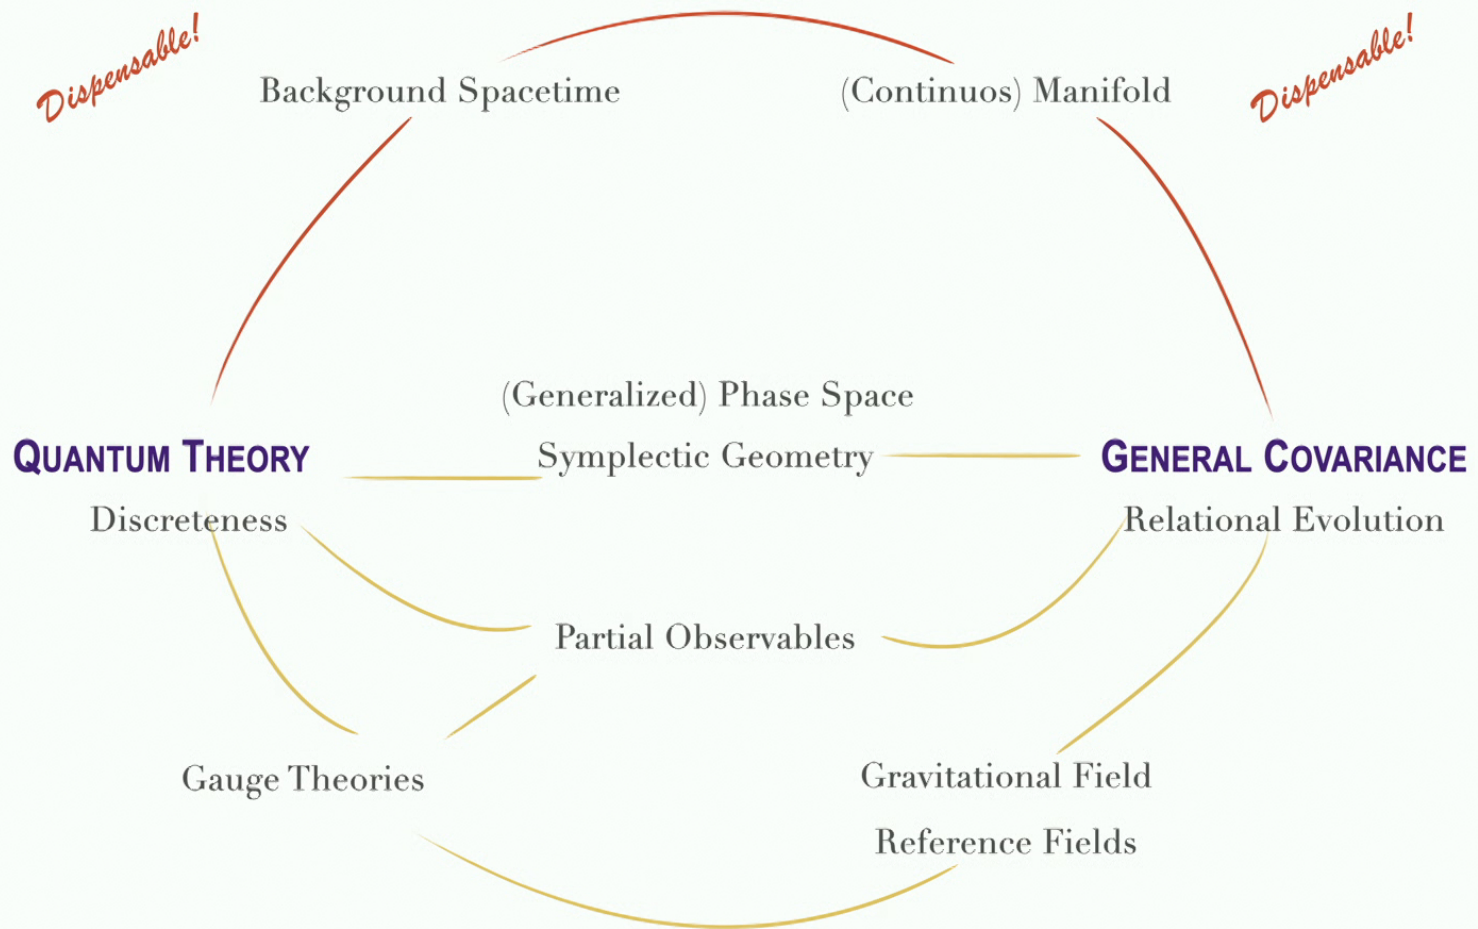 Dispensable!
Dispensable!
Background Spacetime
(Continuos) Manifold
(Generalized) Phase Space
QUANTUM THEORY
Symplectic Geometry
GENERAL COVARIANCE
Discreteness
Relational Evolution
Partial Observables
Gauge Theories
Gravitational Field
Reference Fields